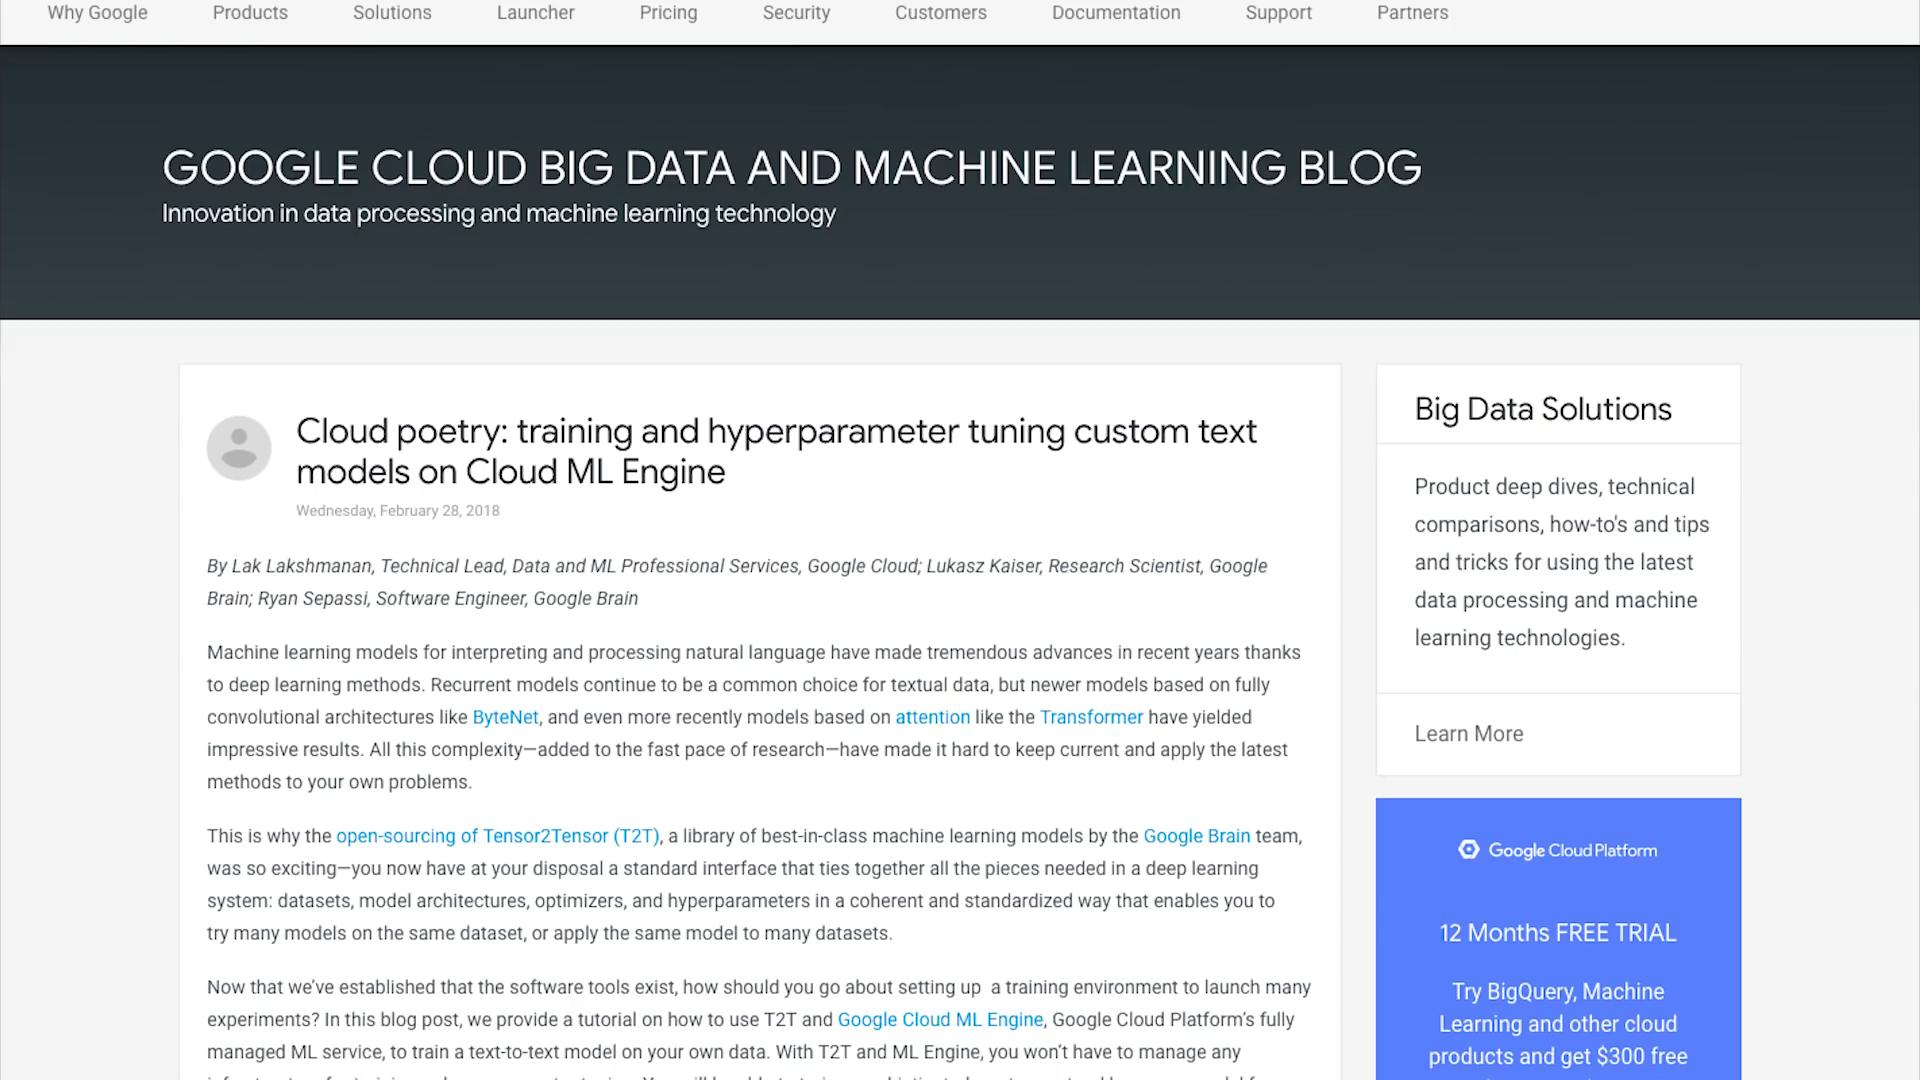 Why Google Products Solutions Launcher Pricing Security Customers Documentation Support Partners
GOOGLE CLOUD BIG DATA AND MACHINE LEARNING BLOG
Innovation in data processing and machine learning technology
Cloud poetry: training and hyperparameter tuning custom text
models on Cloud ML Engine
Wednesday, February 28, 2018
By Lak Lakshmanan, Technical Lead, Data and ML Professional Services, Google Cloud; Lukasz Kaiser, Research Scientist, Google
Brain; Ryan Sepassi, Software Engineer, Google Brain
Machine learning models for interpreting and processing natural language have made tremendous advances in recent years thanks
to deep learning methods. Recurrent models continue to be a common choice for textual data, but newer models based on fully
convolutional architectures like ByteNet, and even more recently models based on attention like the Transformer have yielded
impressive results. All this complexity—added to the fast pace of research—have made it hard to keep current and apply the latest
methods to your own problems.
This is why the open-sourcing of Tensor2Tensor (T2T), a library of best-in-class machine learning models by the Google Brain team,
was so exciting—you now have at your disposal a standard interface that ties together all the pieces needed in a deep learning
system: datasets, model architectures, optimizers, and hyperparameters in a coherent and standardized way that enables you to
try many models on the same dataset, or apply the same model to many datasets.
Now that we've established that the software tools exist, how should you go about setting up a training environment to launch many
experiments? In this blog post, we provide a tutorial on how to use T2T and Google Cloud ML Engine, Google Cloud Platform's fully
managed ML service, to train a text-to-text model on your own data. With T2T and ML Engine, you won't have to manage any
Big Data Solutions
Product deep dives, technical
comparisons, how-to's and tips
and tricks for using the latest
data processing and machine
learning technologies.
Learn More
Google Cloud Platform
12 Months FREE TRIAL
Try BigQuery, Machine
Learning and other cloud
products and get $300 free